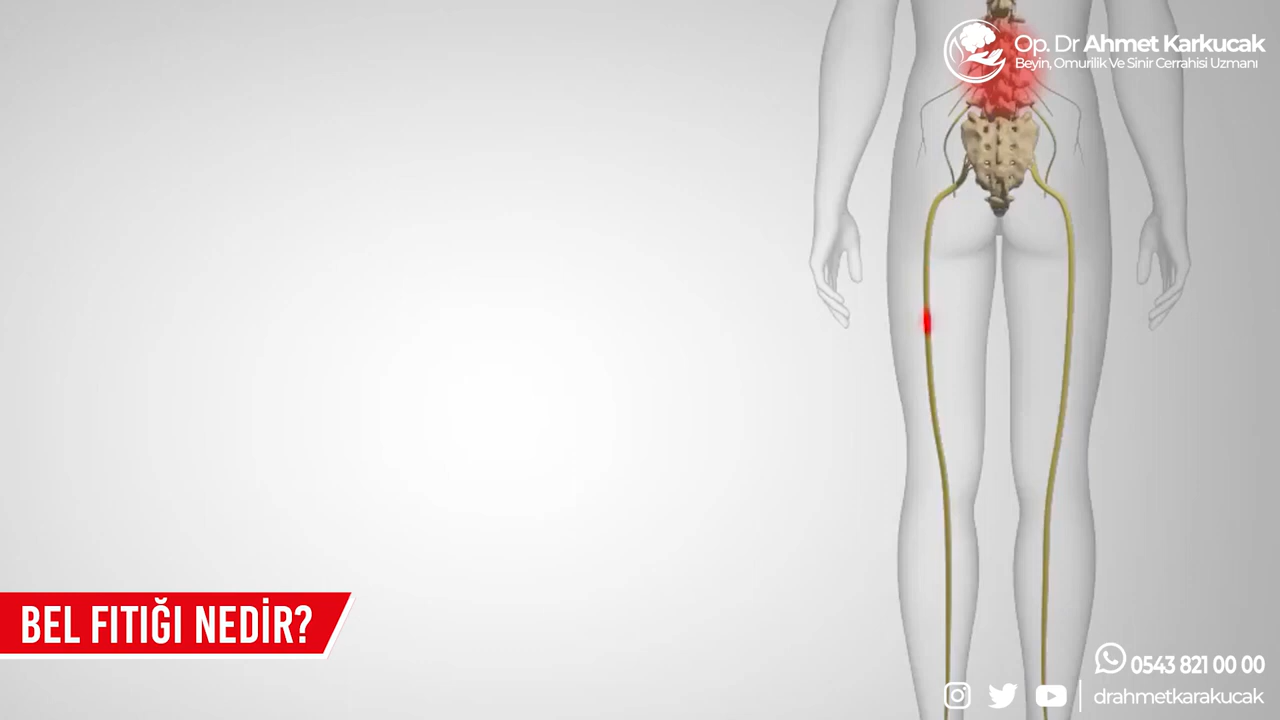 Op. Dr Ahmet Karkucak
Beyin, Omurilik Ve Sinir Cerrahisi Uzmanı
BEL FITIĞI NEDİR?
0543 821 00 00
drahmetkarakucak